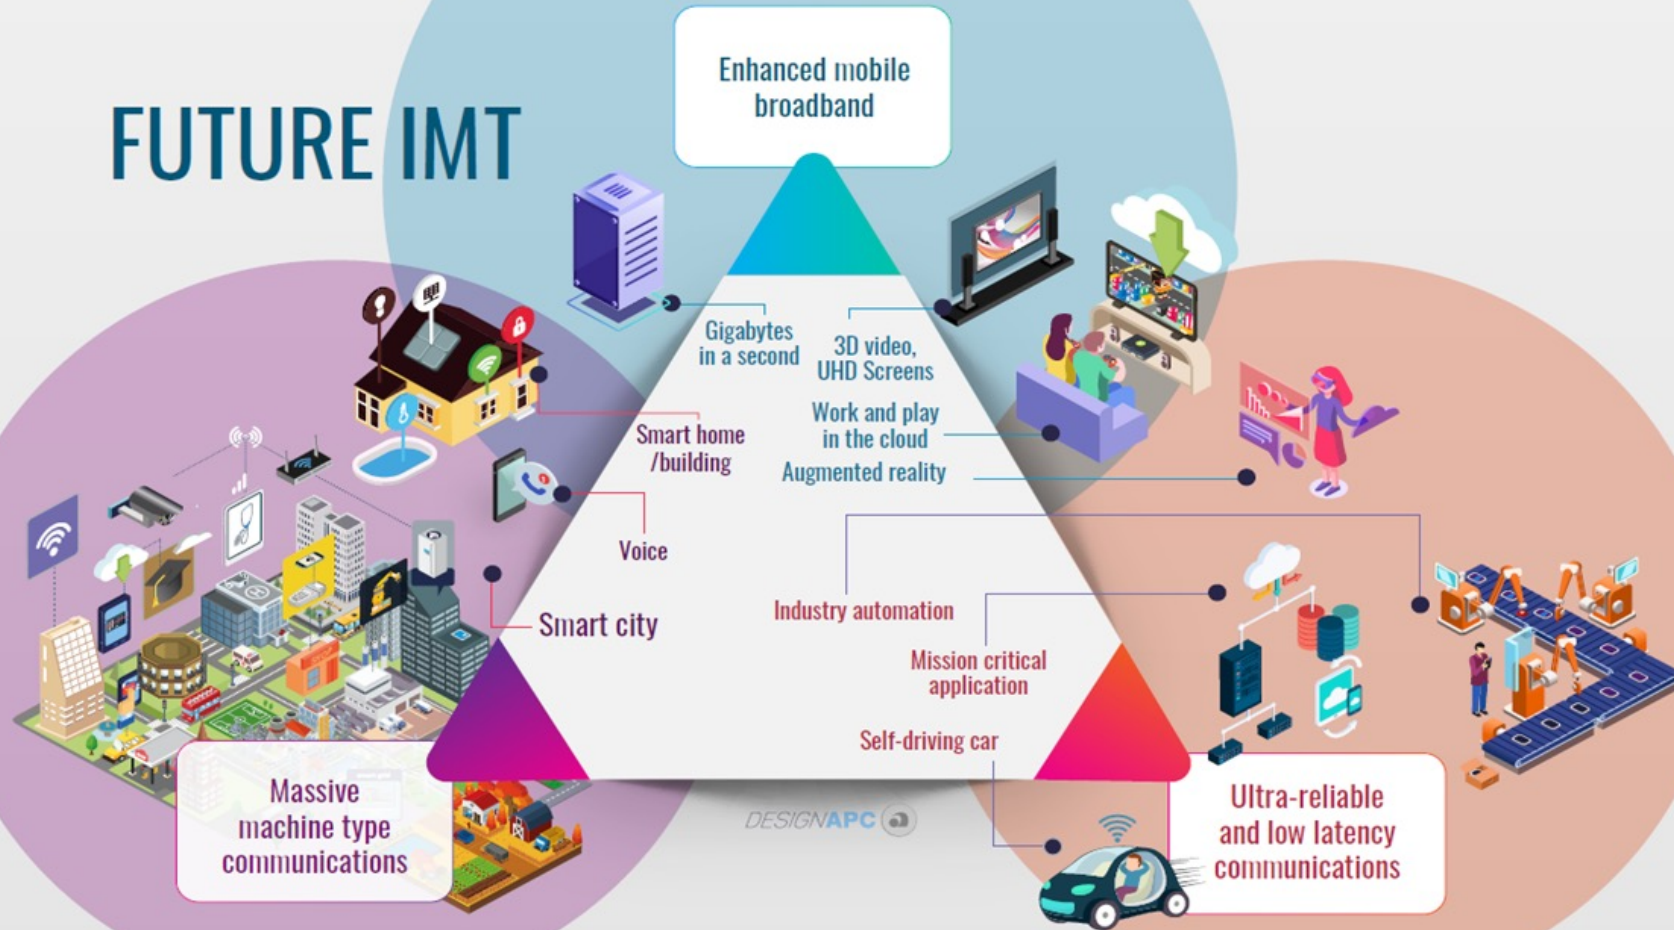 FUTURE IMT
Enhanced mobile
broadband
Gigabytes
in a second
3D video,
UHD Screens
Work and play
in the cloud
Augmented reality
Smart home
/building
Voice
Smart city
Industry automation
Mission critical
application
Self-driving car
Massive
machine type
communications
Ultra-reliable
and low latency
communications
DESIGNAPC